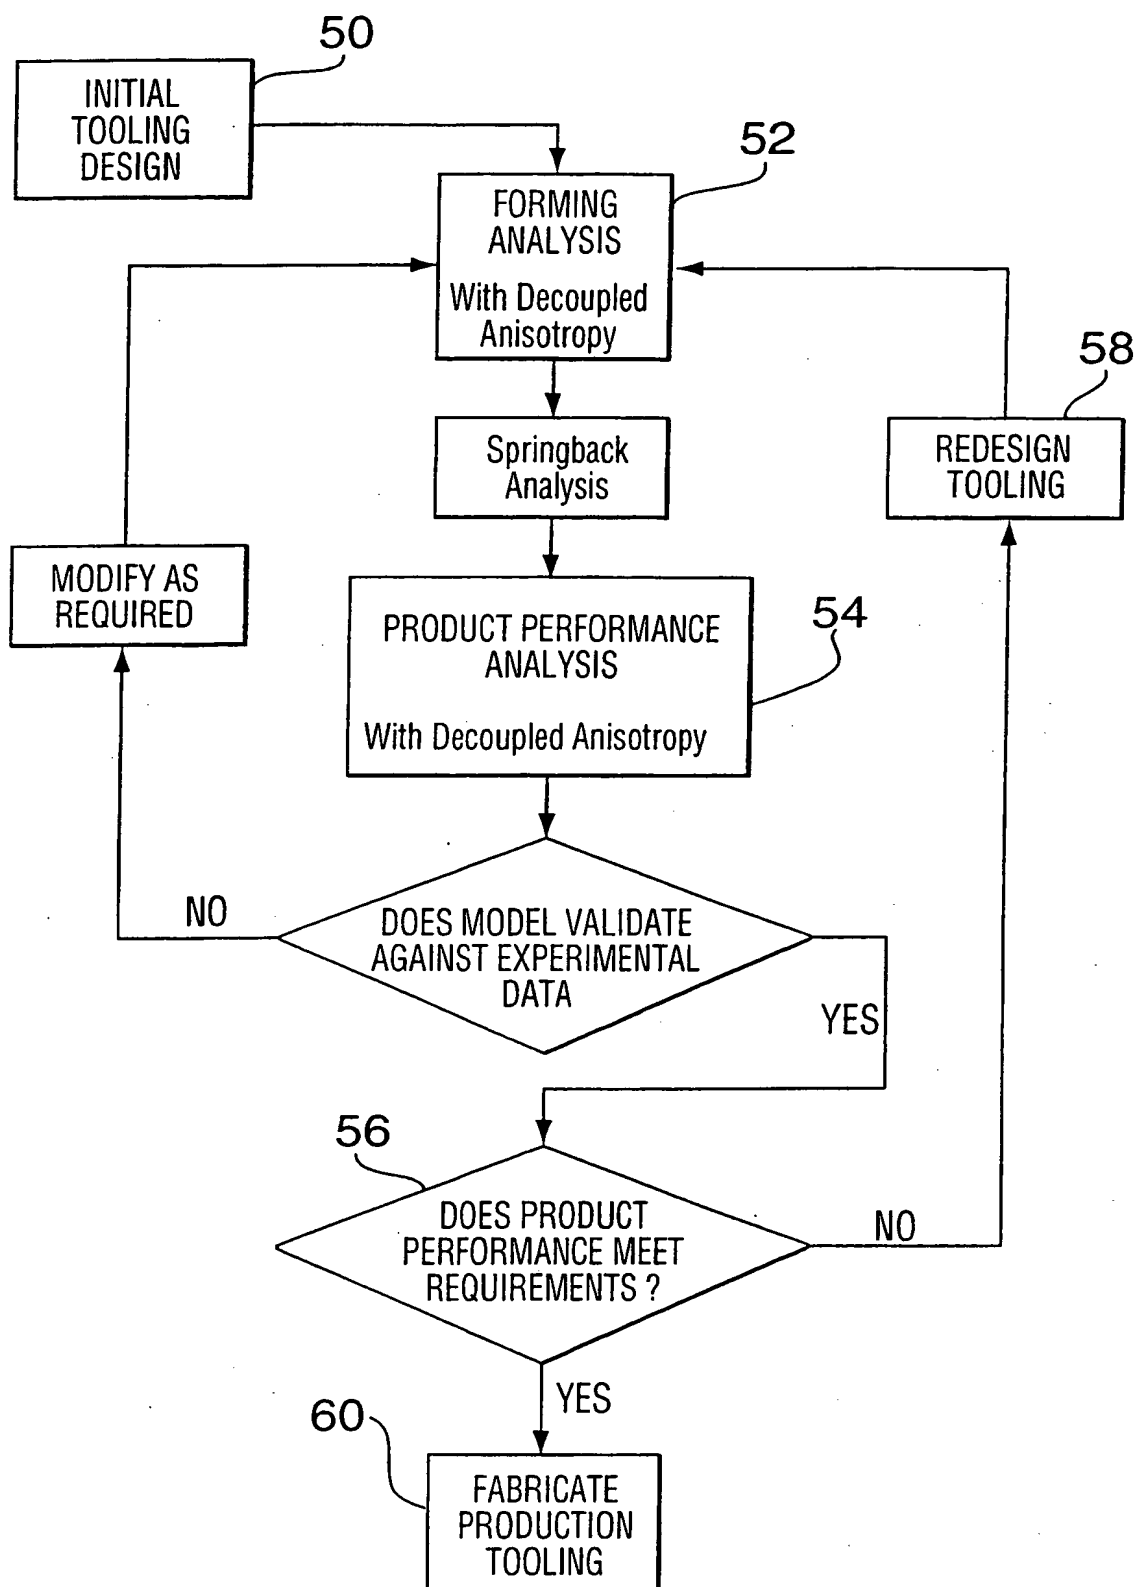 50
INITIAL
TOOLING
DESIGN
52
FORMING
ANALYSIS
With Decoupled
Anisotropy
58
REDESIGN
TOOLING
Springback
Analysis
MODIFY AS
REQUIRED
54
PRODUCT PERFORMANCE
ANALYSIS
With Decoupled Anisotropy
NO
DOES MODEL VALIDATE
AGAINST EXPERIMENTAL
DATA
YES
56
DOES PRODUCT
PERFORMANCE MEET
REQUIREMENTS ?
NO
YES
60
FABRICATE
PRODUCTION
TOOLING